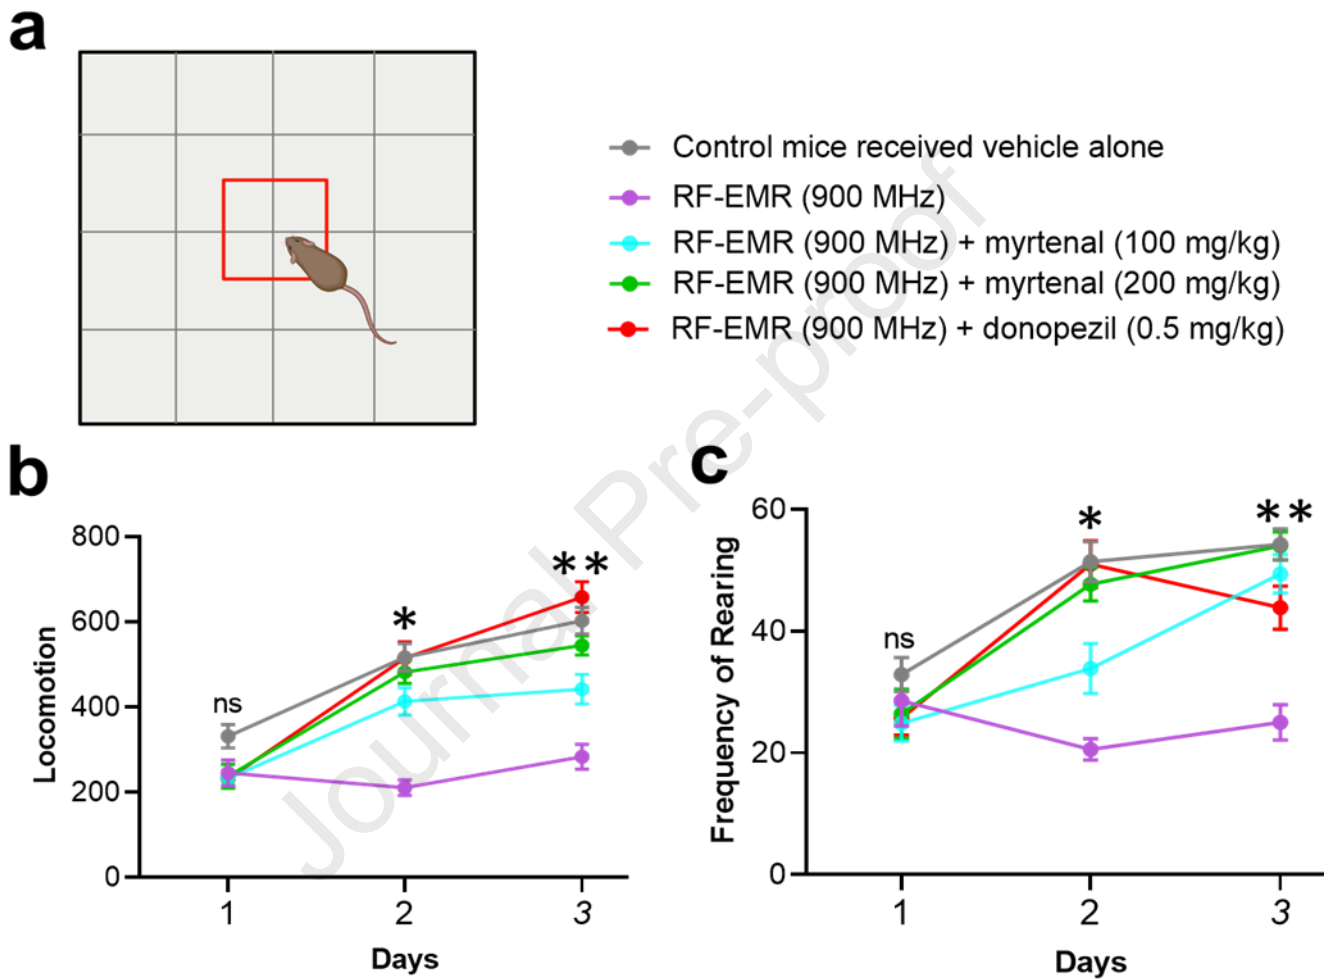 a
Control mice received vehicle alone
RF-EMR (900 MHz)
RF-EMR (900 MHz) + myrtenal (100 mg/kg)
RF-EMR (900 MHz) + myrtenal (200 mg/kg)
RF-EMR (900 MHz) + donopezil (0.5 mg/kg)
Journal Pre-proof
b
800
600
400
200
0
Locomotion
ns
*
**
1 2 3
Days
c
60
40
20
0
Frequency of Rearing
ns
*
**
1 2 3
Days